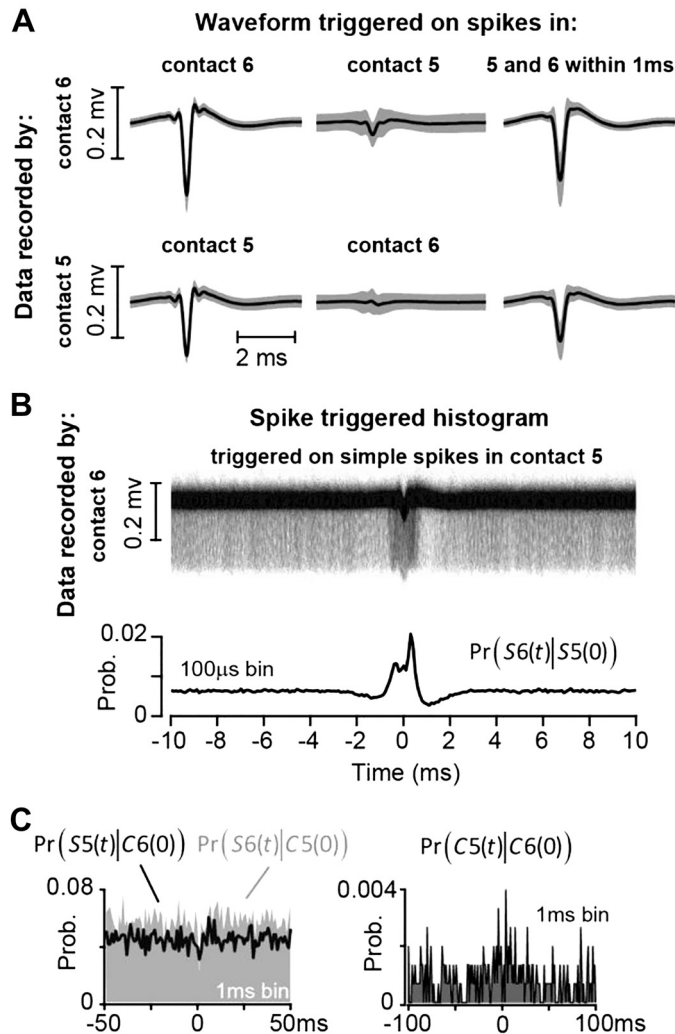 A
Waveform triggered on spikes in:
contact 6 contact 5 5 and 6 within 1ms
Data recorded by:
contact 6
0.2 mv
contact 5 contact 6
contact 5
0.2 mv
2 ms
B
Spike triggered histogram
triggered on simple spikes in contact 5
Data recorded by:
contact 6
0.2 mv
0.02
Prob.
0
100μs bin
Pr(S6(t)|S5(0))
-10 -8 -6 -4 -2 0 2 4 6 8 10
Time (ms)
C
Pr(S5(t)|C6(0)) Pr(S6(t)|C5(0))
0.08
Prob.
0
1ms bin
-50 0 50ms
Pr(C5(t)|C6(0))
0.004
Prob.
0
1ms bin
-100 0 100ms